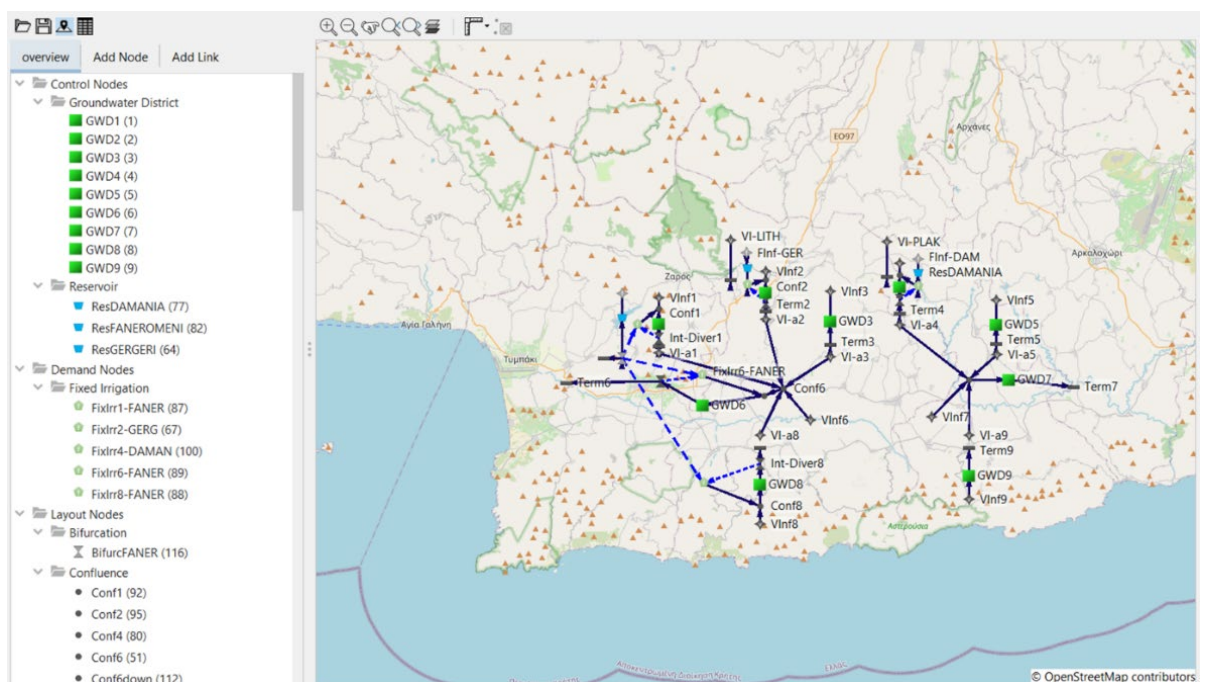 overview
Add Node
Add Link
Control Nodes
Groundwater District
GWD1 (1)
GWD2 (2)
GWD3 (3)
GWD4 (4)
GWD5 (5)
GWD6 (6)
GWD7 (7)
GWD8 (8)
GWD9 (9)
Reservoir
ResDAMANIA (77)
ResFANEROMENI (82)
ResGERGERI (64)
Demand Nodes
Fixed Irrigation
FixIrr1-FANER (87)
FixIrr2-GERG (67)
FixIrr4-DAMAN (100)
FixIrr6-FANER (89)
FixIrr8-FANER (88)
Layout Nodes
Bifurcation
BifurcFANER (116)
Confluence
Conf1 (92)
Conf2 (95)
Conf4 (80)
Conf6 (51)
Conf6down (112)
Αρχάνες
EO97
VI-LITH
VI-PLAK
FInf-GER
FInf-DAM
Αρκαλοχώρι
Ζαρός
VInf2
ResDAMANIA
Conf2
VInf1
VInf3
VInf5
Conf1
Term2
Term4
Αγία Γαλήνη
VI-a2
GWD3
VI-a4
GWD5
Int-Diver1
Term3
Term5
VI-a1
VI-a3
VI-a5
Τυμπάκι
FixIrr6-FANER
Term6
Conf6
GWD7
Term7
GWD6
VInf6
VInf7
VI-a8
VI-a9
Term9
Int-Diver8
GWD8
GWD9
Conf8
VInf9
VInf8
Αστερούσια
Αποκεντρωμένη Διοίκηση Κρήτης
Ελλάς
© OpenStreetMap contributors